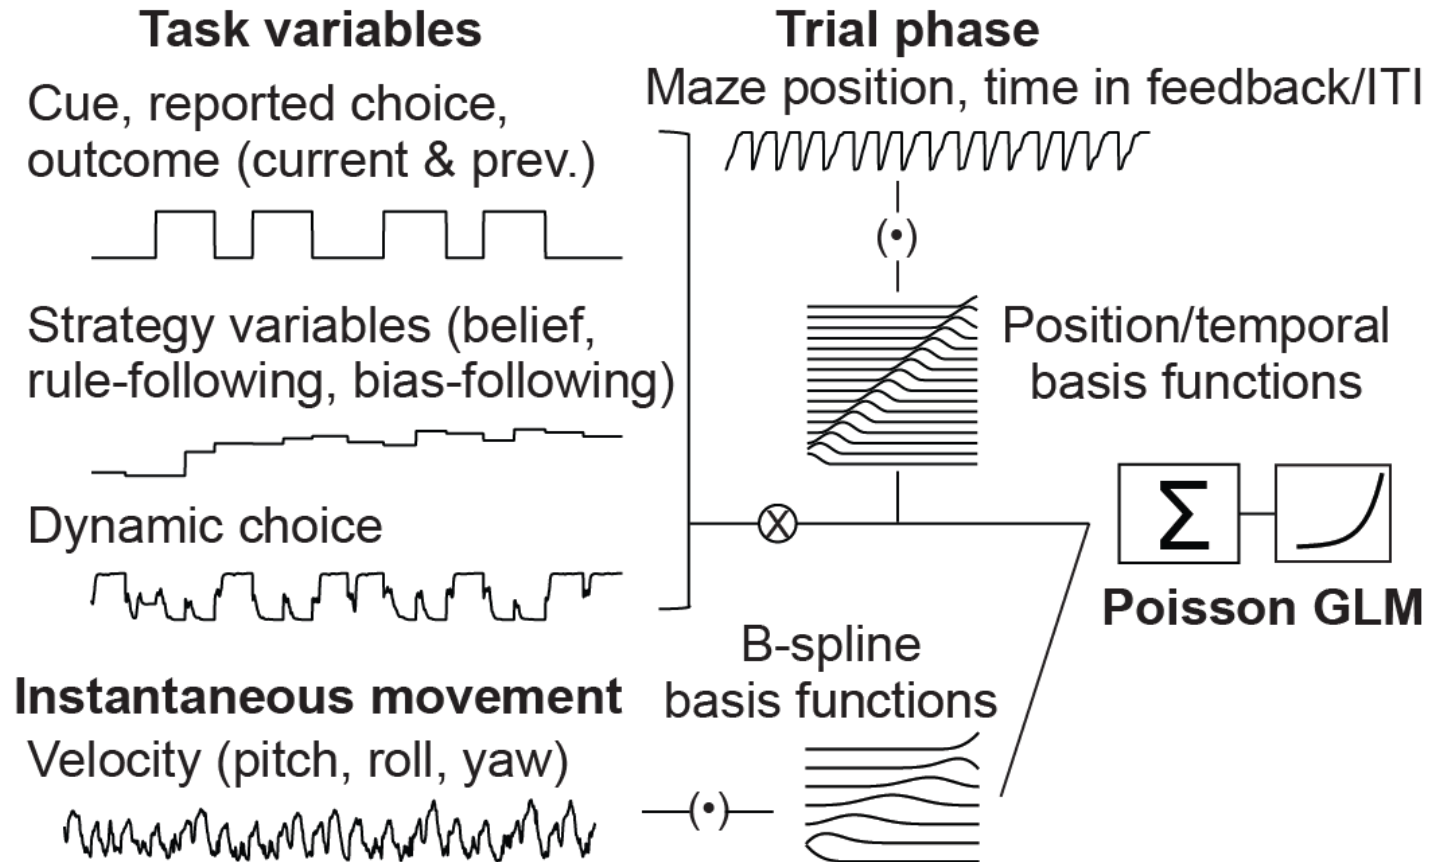 Task variables
Cue, reported choice,
outcome (current & prev.)
Strategy variables (belief,
rule-following, bias-following)
Dynamic choice
Instantaneous movement
Velocity (pitch, roll, yaw)
Trial phase
Maze position, time in feedback/ITI
(•)
Position/temporal
basis functions
X
B-spline
basis functions
(•)
Σ
Poisson GLM